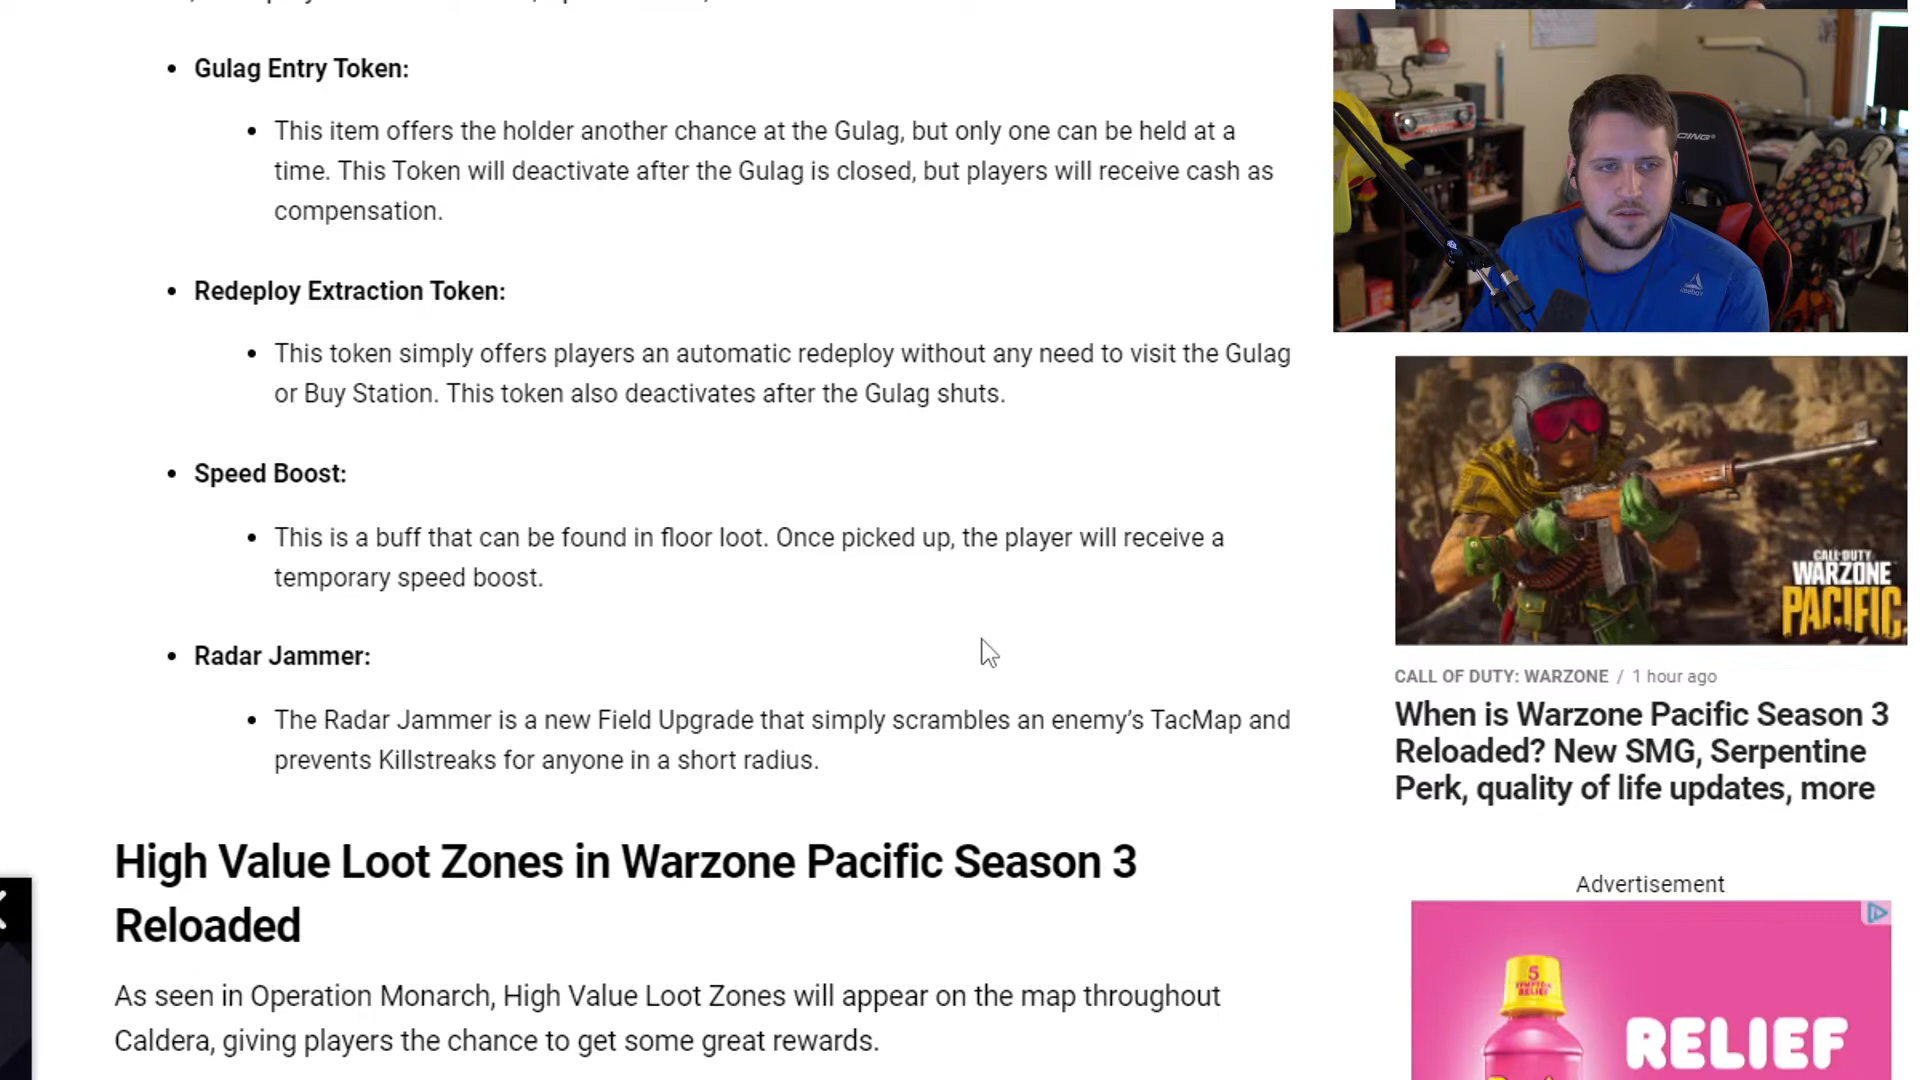 • Gulag Entry Token:
• This item offers the holder another chance at the Gulag, but only one can be held at a
time. This Token will deactivate after the Gulag is closed, but players will receive cash as
compensation.
• Redeploy Extraction Token:
• This token simply offers players an automatic redeploy without any need to visit the Gulag
or Buy Station. This token also deactivates after the Gulag shuts.
• Speed Boost:
• This is a buff that can be found in floor loot. Once picked up, the player will receive a
temporary speed boost.
• Radar Jammer:
• The Radar Jammer is a new Field Upgrade that simply scrambles an enemy’s TacMap and
prevents Killstreaks for anyone in a short radius.
High Value Loot Zones in Warzone Pacific Season 3
Reloaded
As seen in Operation Monarch, High Value Loot Zones will appear on the map throughout
Caldera, giving players the chance to get some great rewards.
CALL OF DUTY
WARZONE
PACIFIC
CALL OF DUTY: WARZONE / 1 hour ago
When is Warzone Pacific Season 3
Reloaded? New SMG, Serpentine
Perk, quality of life updates, more
Advertisement
5
SYMPTOM
RELIEF
RELIEF